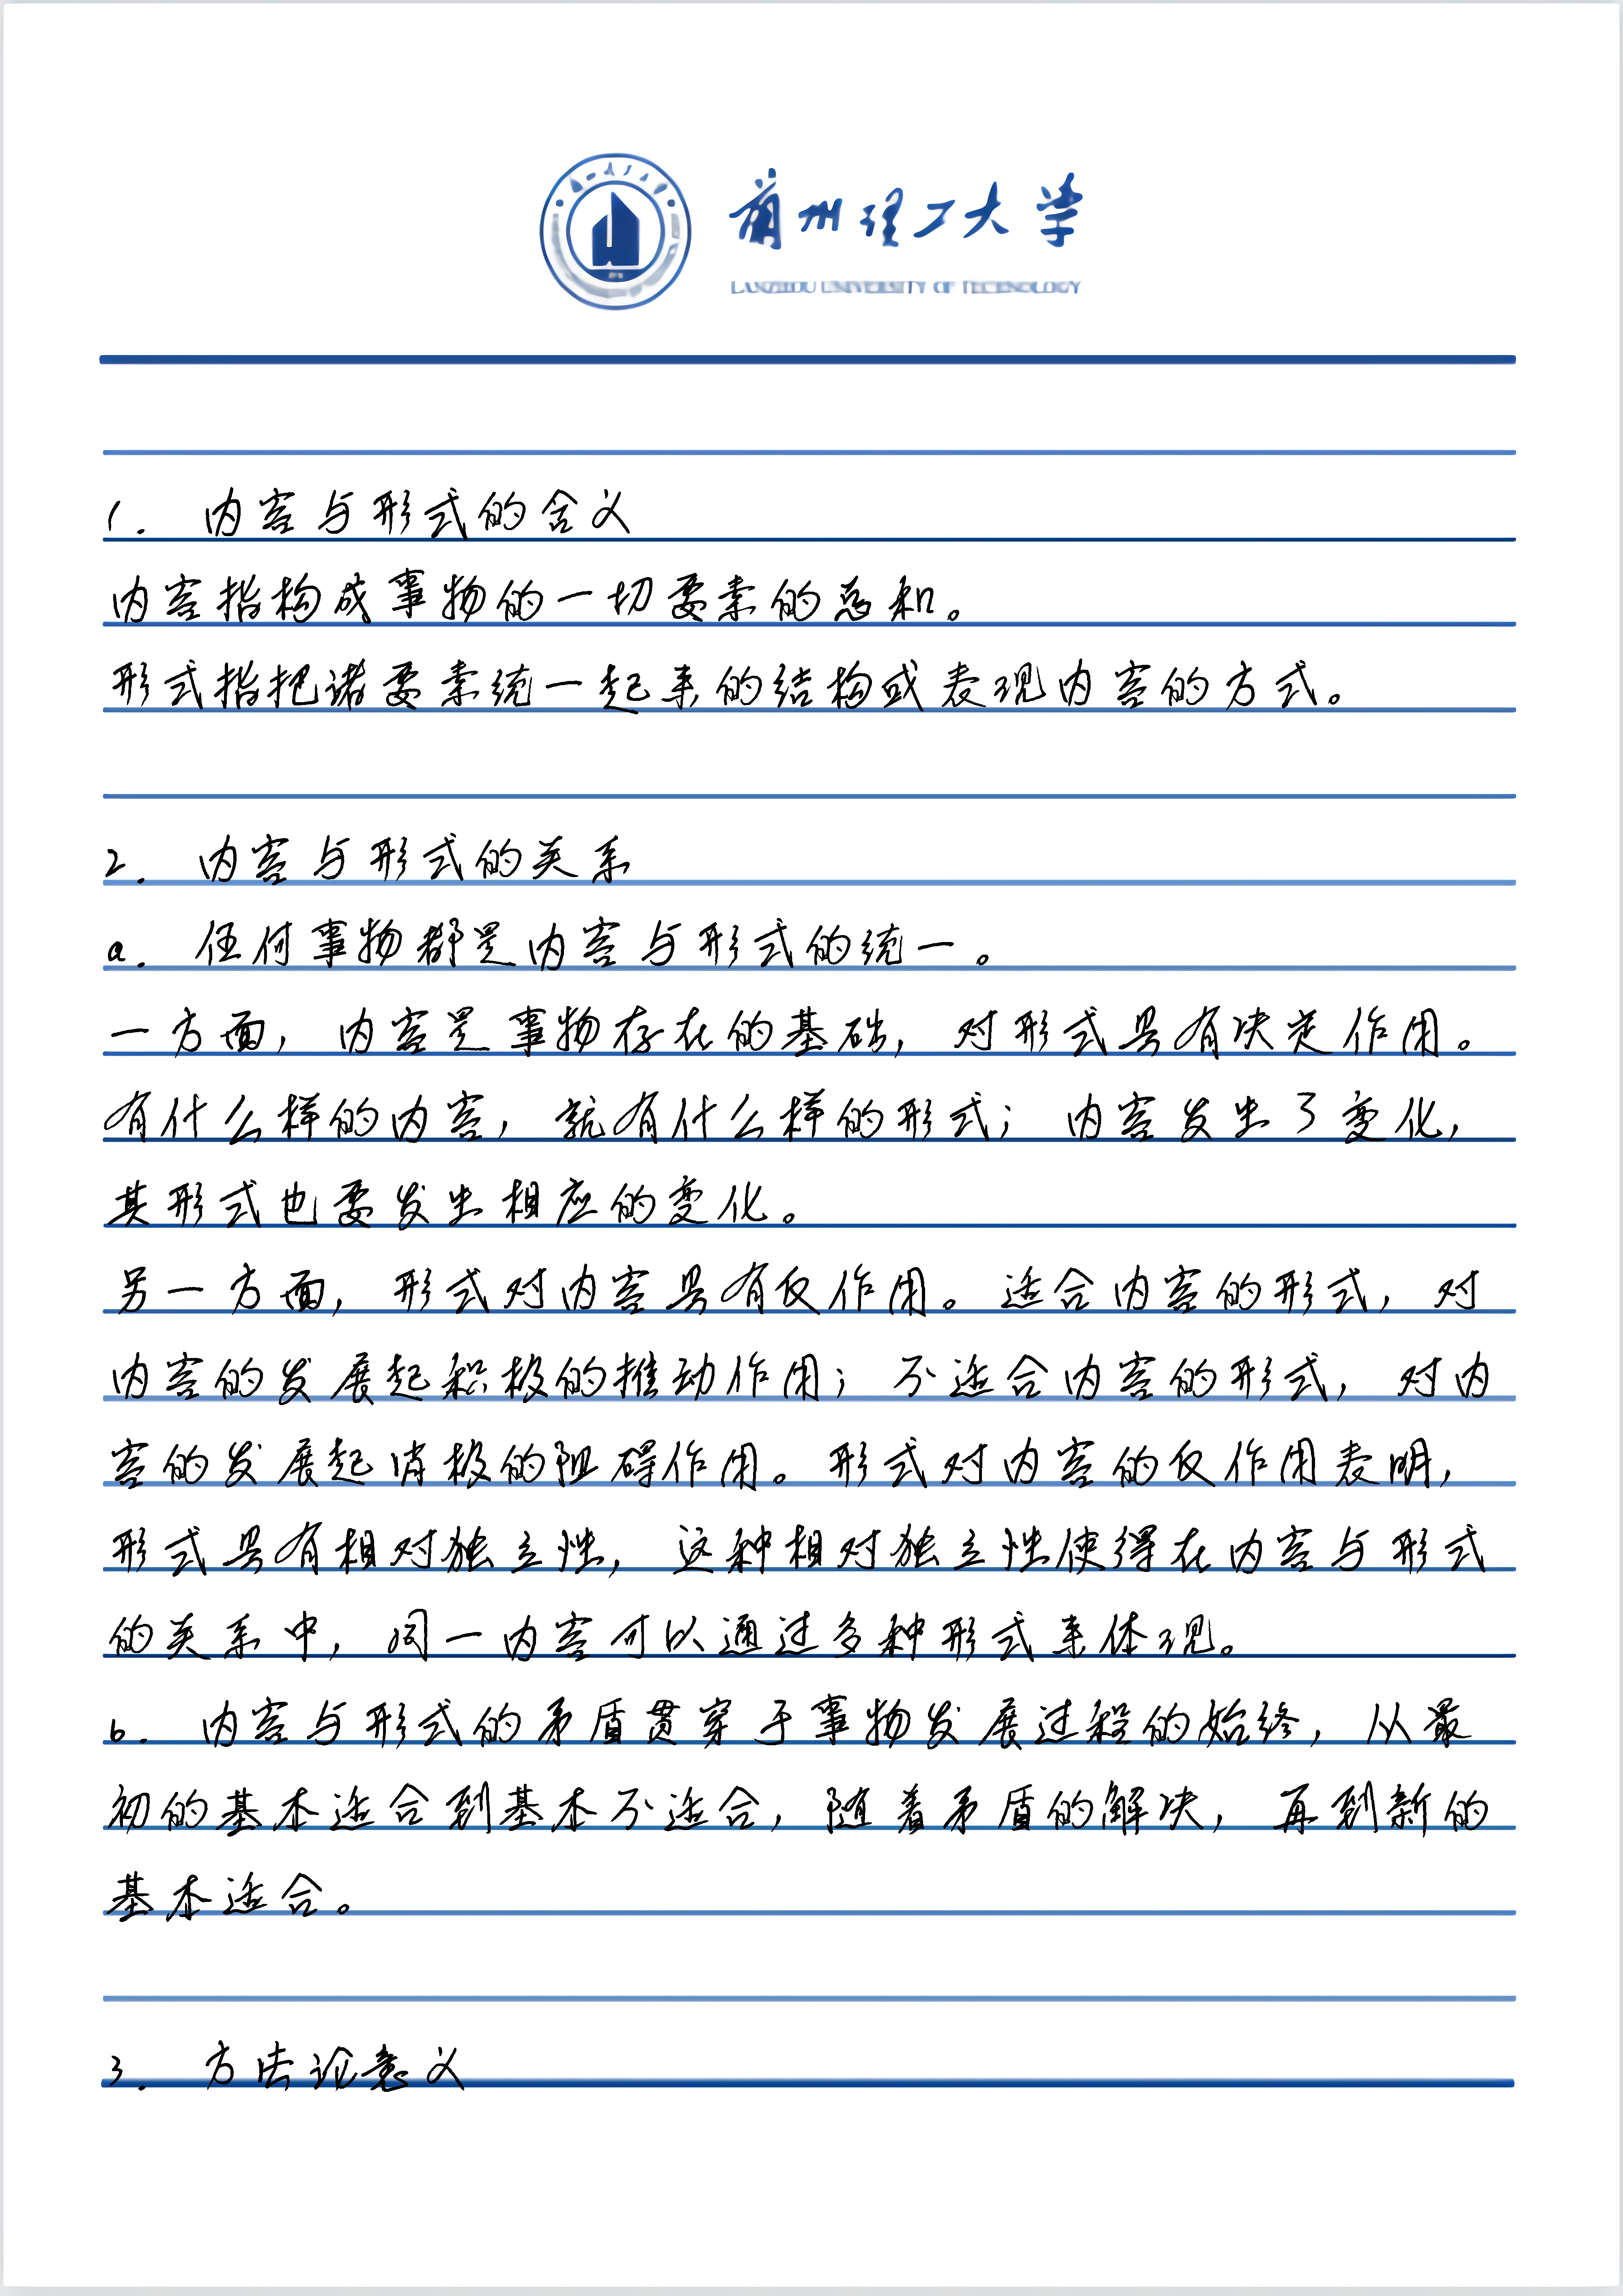 兰州理工大学
LANZHOU UNIVERSITY OF TECHNOLOGY
1. 内容与形式的含义
内容指构成事物的一切要素的总和。
形式指把诸要素统一起来的结构或表现内容的方式。
2. 内容与形式的关系
a. 任何事物都是内容与形式的统一。
一方面，内容是事物存在的基础，对形式具有决定作用。
有什么样的内容，就有什么样的形式；内容发生了变化，
其形式也要发生相应的变化。
另一方面，形式对内容具有反作用。适合内容的形式，对
内容的发展起积极的推动作用；不适合内容的形式，对内
容的发展起消极的阻碍作用。形式对内容的反作用表明，
形式具有相对独立性，这种相对独立性使得在内容与形式
的关系中，同一内容可以通过多种形式来体现。
b. 内容与形式的矛盾贯穿于事物发展过程的始终，从最
初的基本适合到基本不适合，随着矛盾的解决，再到新的
基本适合。
3. 方法论意义